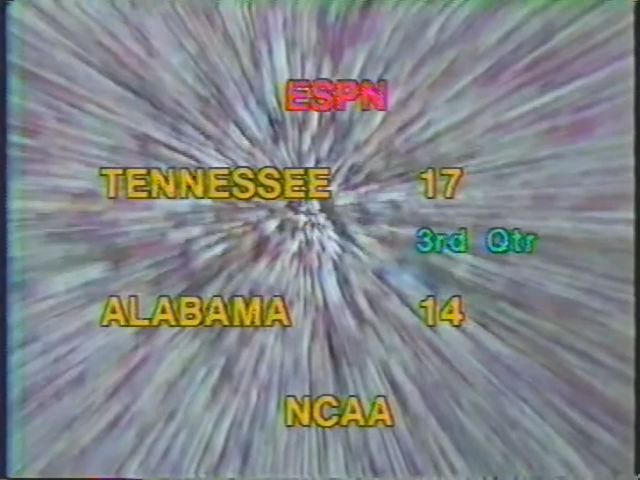 ESPN
TENNESSEE 17
3rd Qtr
ALABAMA 14
NCAA